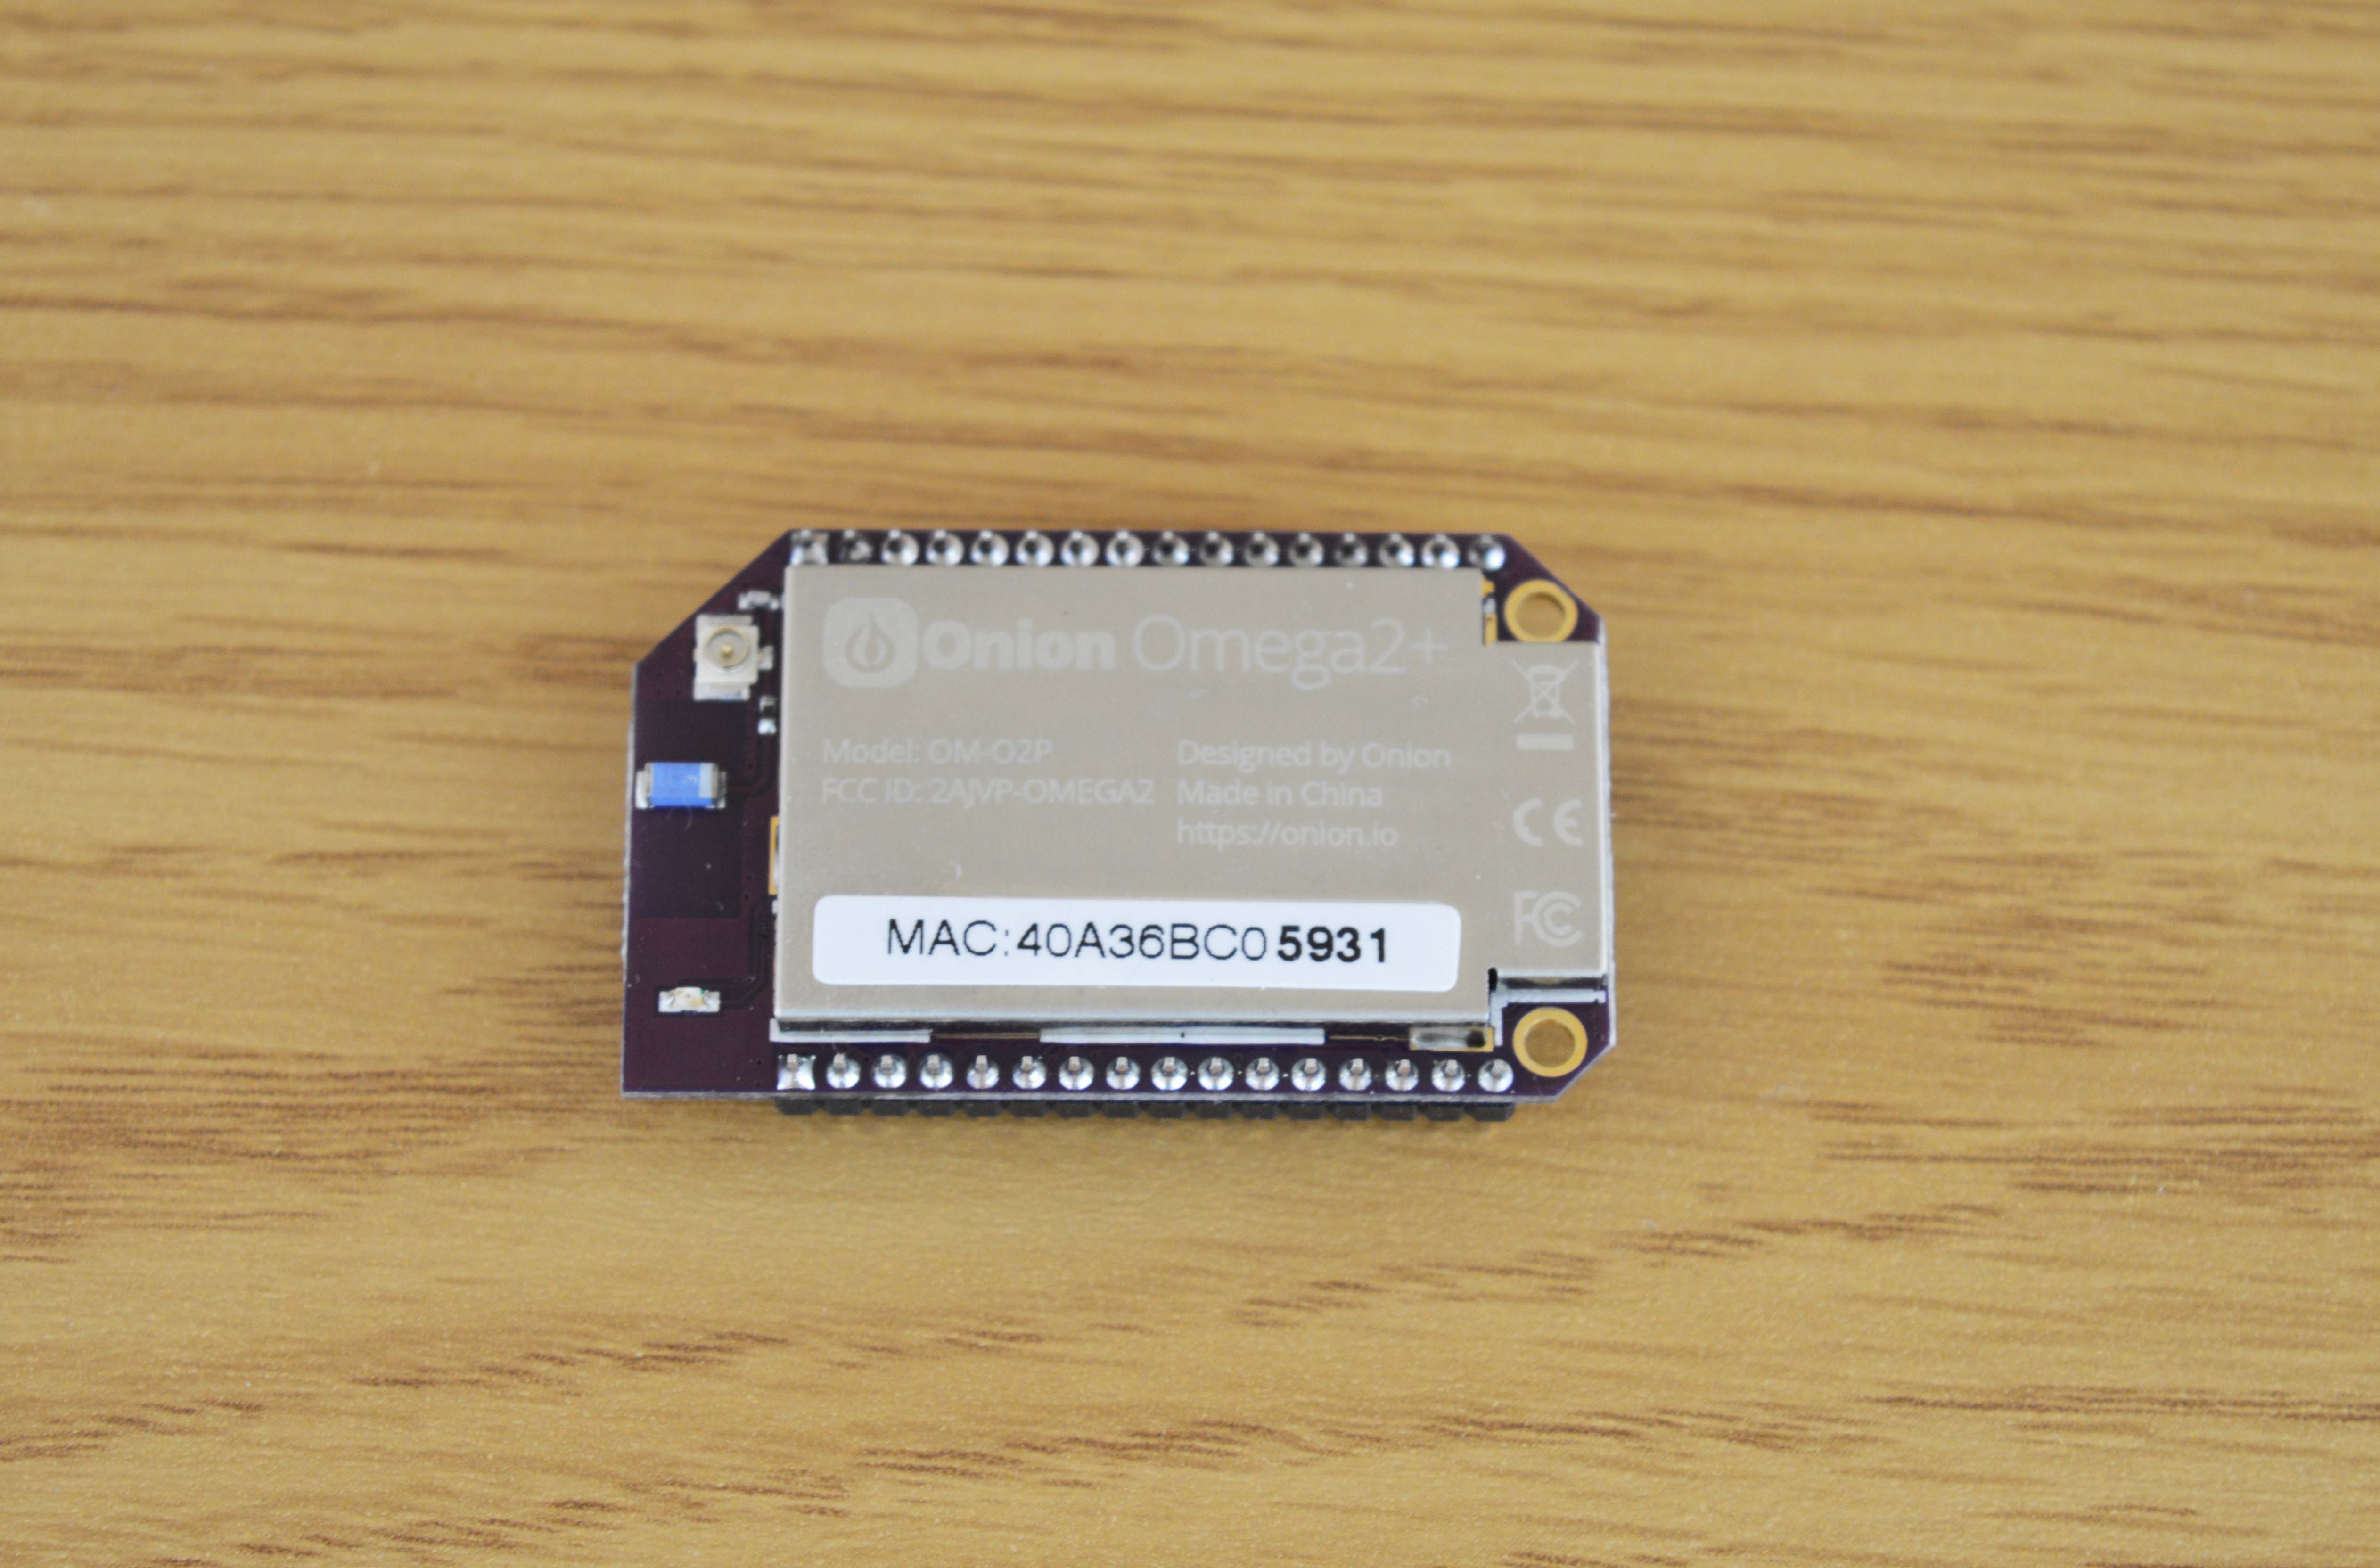 Onion Omega2+
Model: OM-O2P
FCC ID: 2AJVP-OMEGA2
Designed by Onion
Made in China
https://onion.io
CE
FC
MAC:40A36BC05931